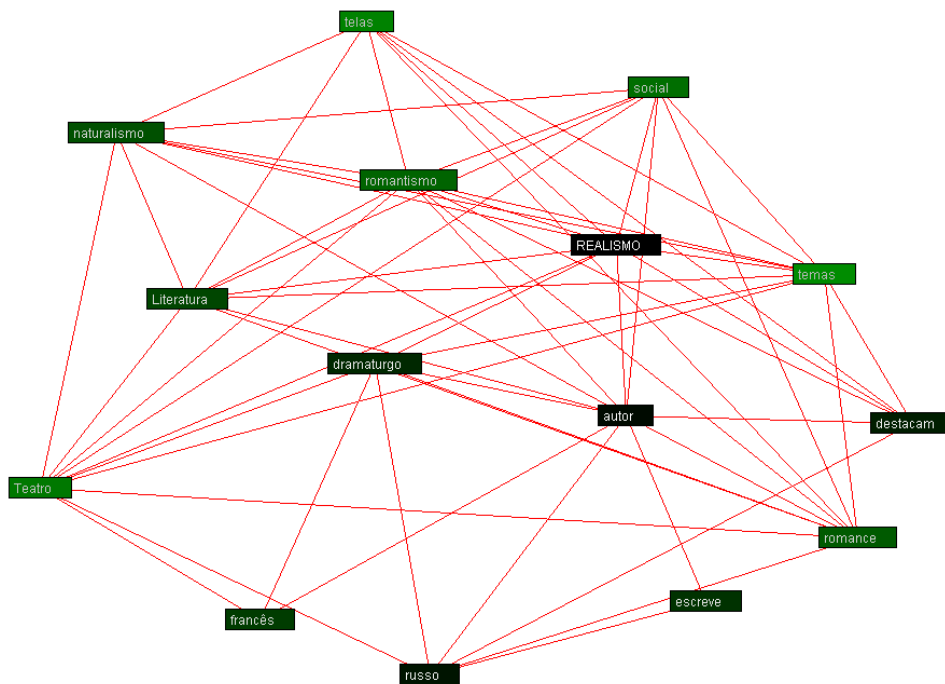 telas
social
naturalismo
romantismo
REALISMO
temas
Literatura
dramaturgo
autor
destacam
Teatro
romance
escreve
francês
russo